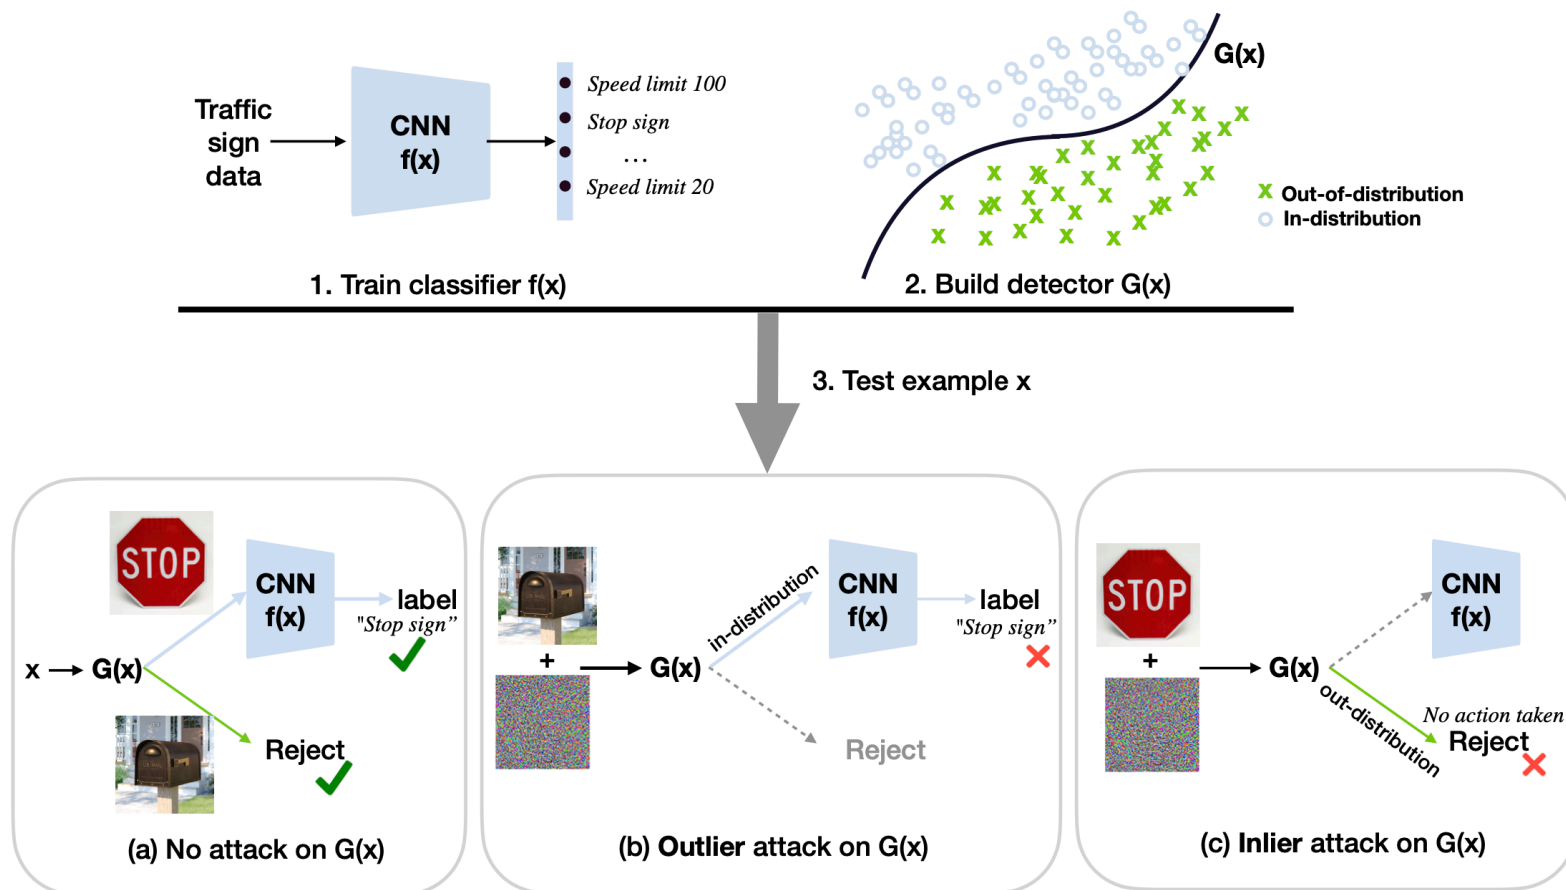 Traffic
sign
data
CNN
f(x)
Speed limit 100
Stop sign
...
Speed limit 20
1. Train classifier f(x)
G(x)
x Out-of-distribution
In-distribution
2. Build detector G(x)
3. Test example x
STOP
CNN
f(x)
label
"Stop sign”
x
G(x)
Reject
(a) No attack on G(x)
+
G(x)
in-distribution
CNN
f(x)
label
"Stop sign”
Reject
(b) Outlier attack on G(x)
STOP
+
G(x)
CNN
f(x)
out-distribution
No action taken
Reject
(c) Inlier attack on G(x)